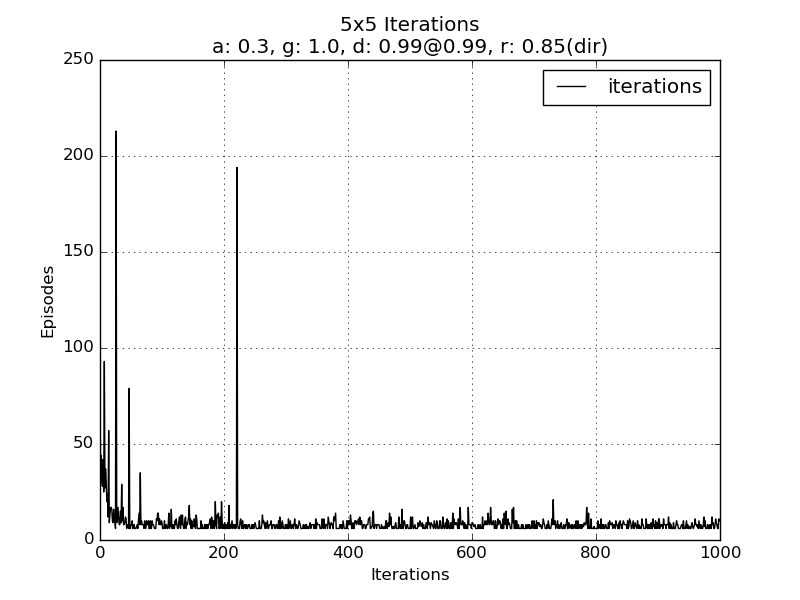 5x5 Iterations
a: 0.3, g: 1.0, d: 0.99@0.99, r: 0.85(dir)
250
iterations
200
150
100
50
0
Episodes
0 200 400 600 800 1000
Iterations